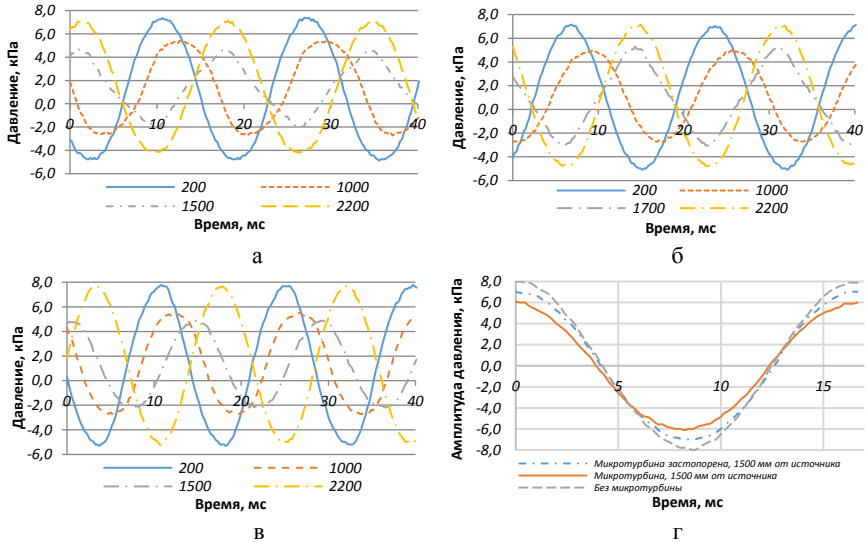 8,0
6,0
4,0
2,0
0,0
-2,0
-4,0
-6,0
Давление, кПа
0 10 20 30 40
200 1000
1500 2200
Время, мс
а
8,0
6,0
4,0
2,0
0,0
-2,0
-4,0
-6,0
Давление, кПа
0 10 20 30 40
200 1000
1700 2200
Время, мс
б
8,0
6,0
4,0
2,0
0,0
-2,0
-4,0
-6,0
Давление, кПа
0 10 20 30 40
200 1000
1500 2200
Время, мс
в
8,0
6,0
4,0
2,0
0,0
-2,0
-4,0
-6,0
-8,0
Амплитуда давления, кПа
0 5 10 15
Микротурбина застопорена, 1500 мм от источника
Микротурбина, 1500 мм от источника
Без микротурбины
Время, мс
г